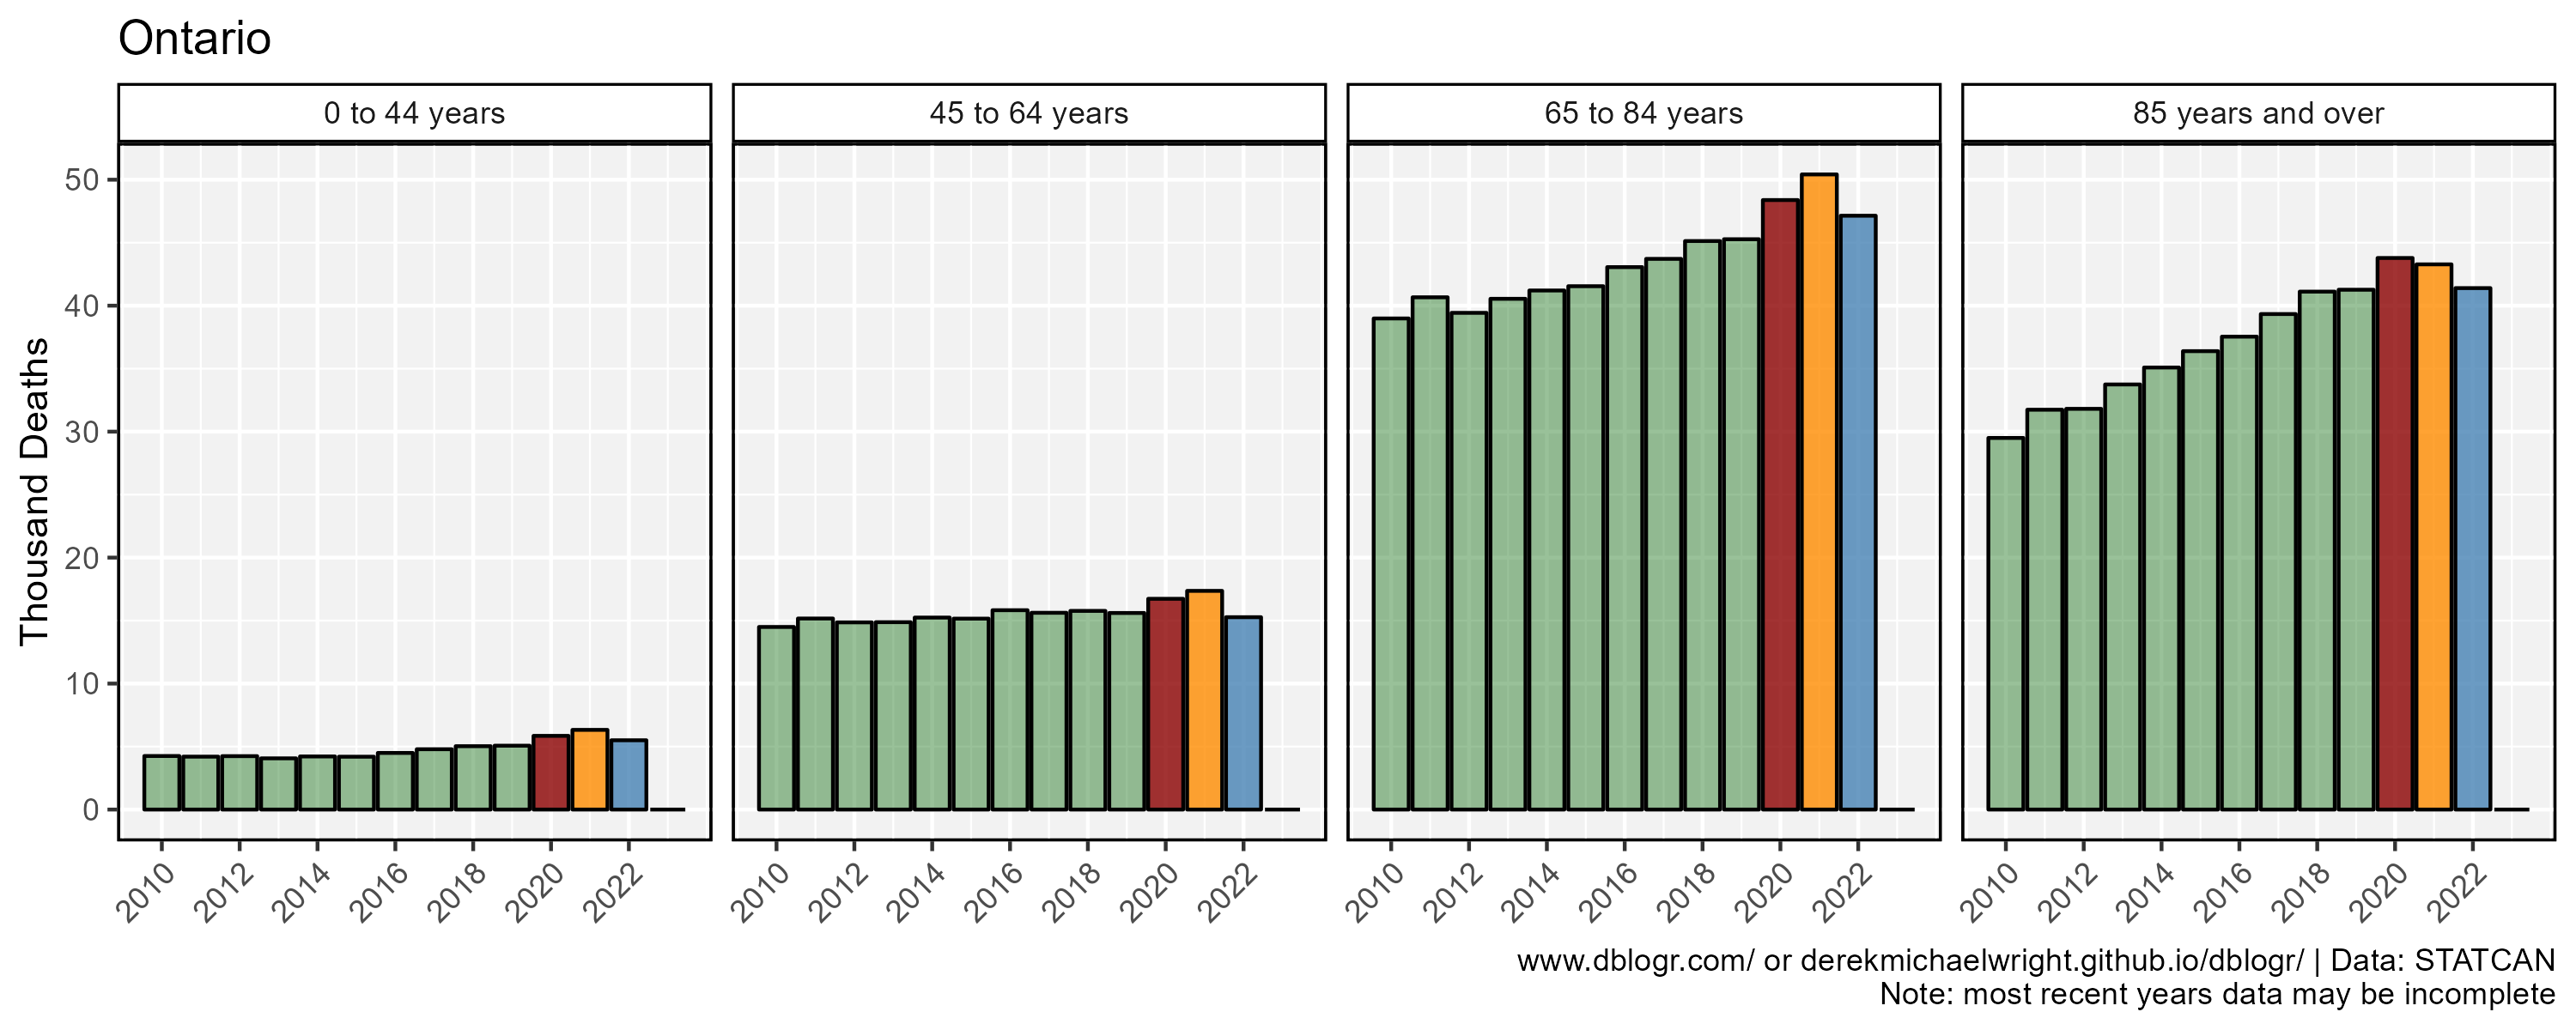 Ontario
0 to 44 years
45 to 64 years
65 to 84 years
85 years and over
Thousand Deaths
50
40
30
20
10
0
2010 2012 2014 2016 2018 2020 2022
2010 2012 2014 2016 2018 2020 2022
2010 2012 2014 2016 2018 2020 2022
2010 2012 2014 2016 2018 2020 2022
www.dblogr.com/ or derekmichaelwright.github.io/dblogr/ | Data: STATCAN
Note: most recent years data may be incomplete